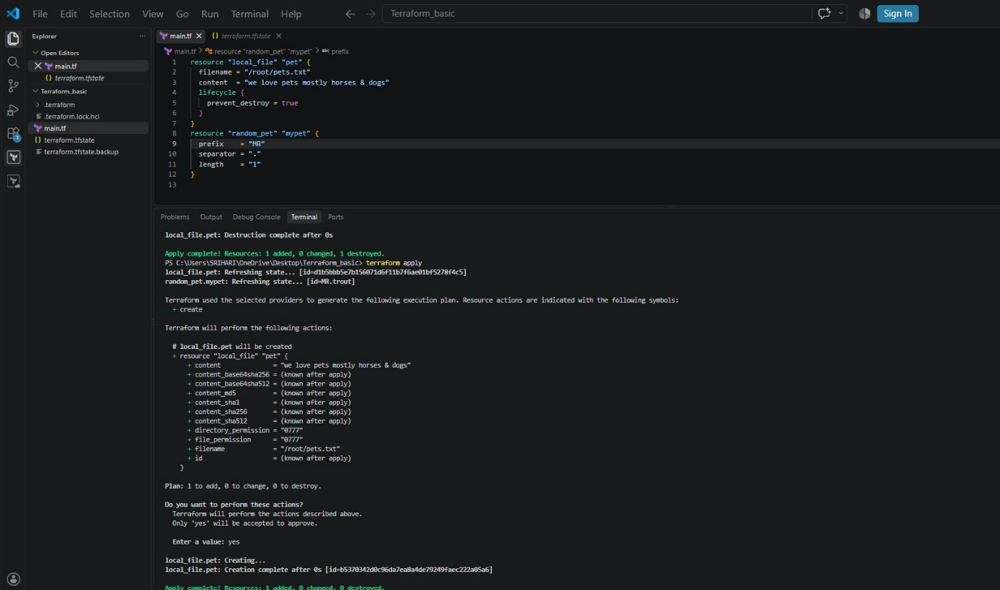 File Edit Selection View Go Run Terminal Help
Terraform_basic
Sign In
Explorer
Open Editors
main.tf
terraform.tfstate
Terraform_basic
.terraform
.terraform.lock.hcl
main.tf
terraform.tfstate
terraform.tfstate.backup
1
main.tf
terraform.tfstate
main.tf > resource "random_pet" "mypet" > abc prefix
1 resource "local_file" "pet" {
2 filename = "/root/pets.txt"
3 content  = "we love pets mostly horses & dogs"
4 lifecycle {
5 prevent_destroy = true
6 }
7 }
8 resource "random_pet" "mypet" {
9 prefix    = "MR"
10 separator = "."
11 length    = "1"
12 }
13
Problems Output Debug Console Terminal Ports
local_file.pet: Destruction complete after 0s
Apply complete! Resources: 1 added, 0 changed, 1 destroyed.
PS C:\Users\SRIHARI\OneDrive\Desktop\Terraform_basic> terraform apply
local_file.pet: Refreshing state... [id=d1b5bbb5e7b156071d6f11b7f6ae01bf5278f4c5]
random_pet.mypet: Refreshing state... [id=MR.trout]
Terraform used the selected providers to generate the following execution plan. Resource actions are indicated with the following symbols:
+ create
Terraform will perform the following actions:
# local_file.pet will be created
+ resource "local_file" "pet" {
+ content              = "we love pets mostly horses & dogs"
+ content_base64sha256 = (known after apply)
+ content_base64sha512 = (known after apply)
+ content_md5          = (known after apply)
+ content_sha1         = (known after apply)
+ content_sha256       = (known after apply)
+ content_sha512       = (known after apply)
+ directory_permission = "0777"
+ file_permission      = "0777"
+ filename             = "/root/pets.txt"
+ id                   = (known after apply)
}
Plan: 1 to add, 0 to change, 0 to destroy.
Do you want to perform these actions?
Terraform will perform the actions described above.
Only 'yes' will be accepted to approve.
Enter a value: yes
local_file.pet: Creating...
local_file.pet: Creation complete after 0s [id=b5370342d0c96da7ea8a4de79249faec222a05a6]
Apply complete! Resources: 1 added, 0 changed, 0 destroyed.